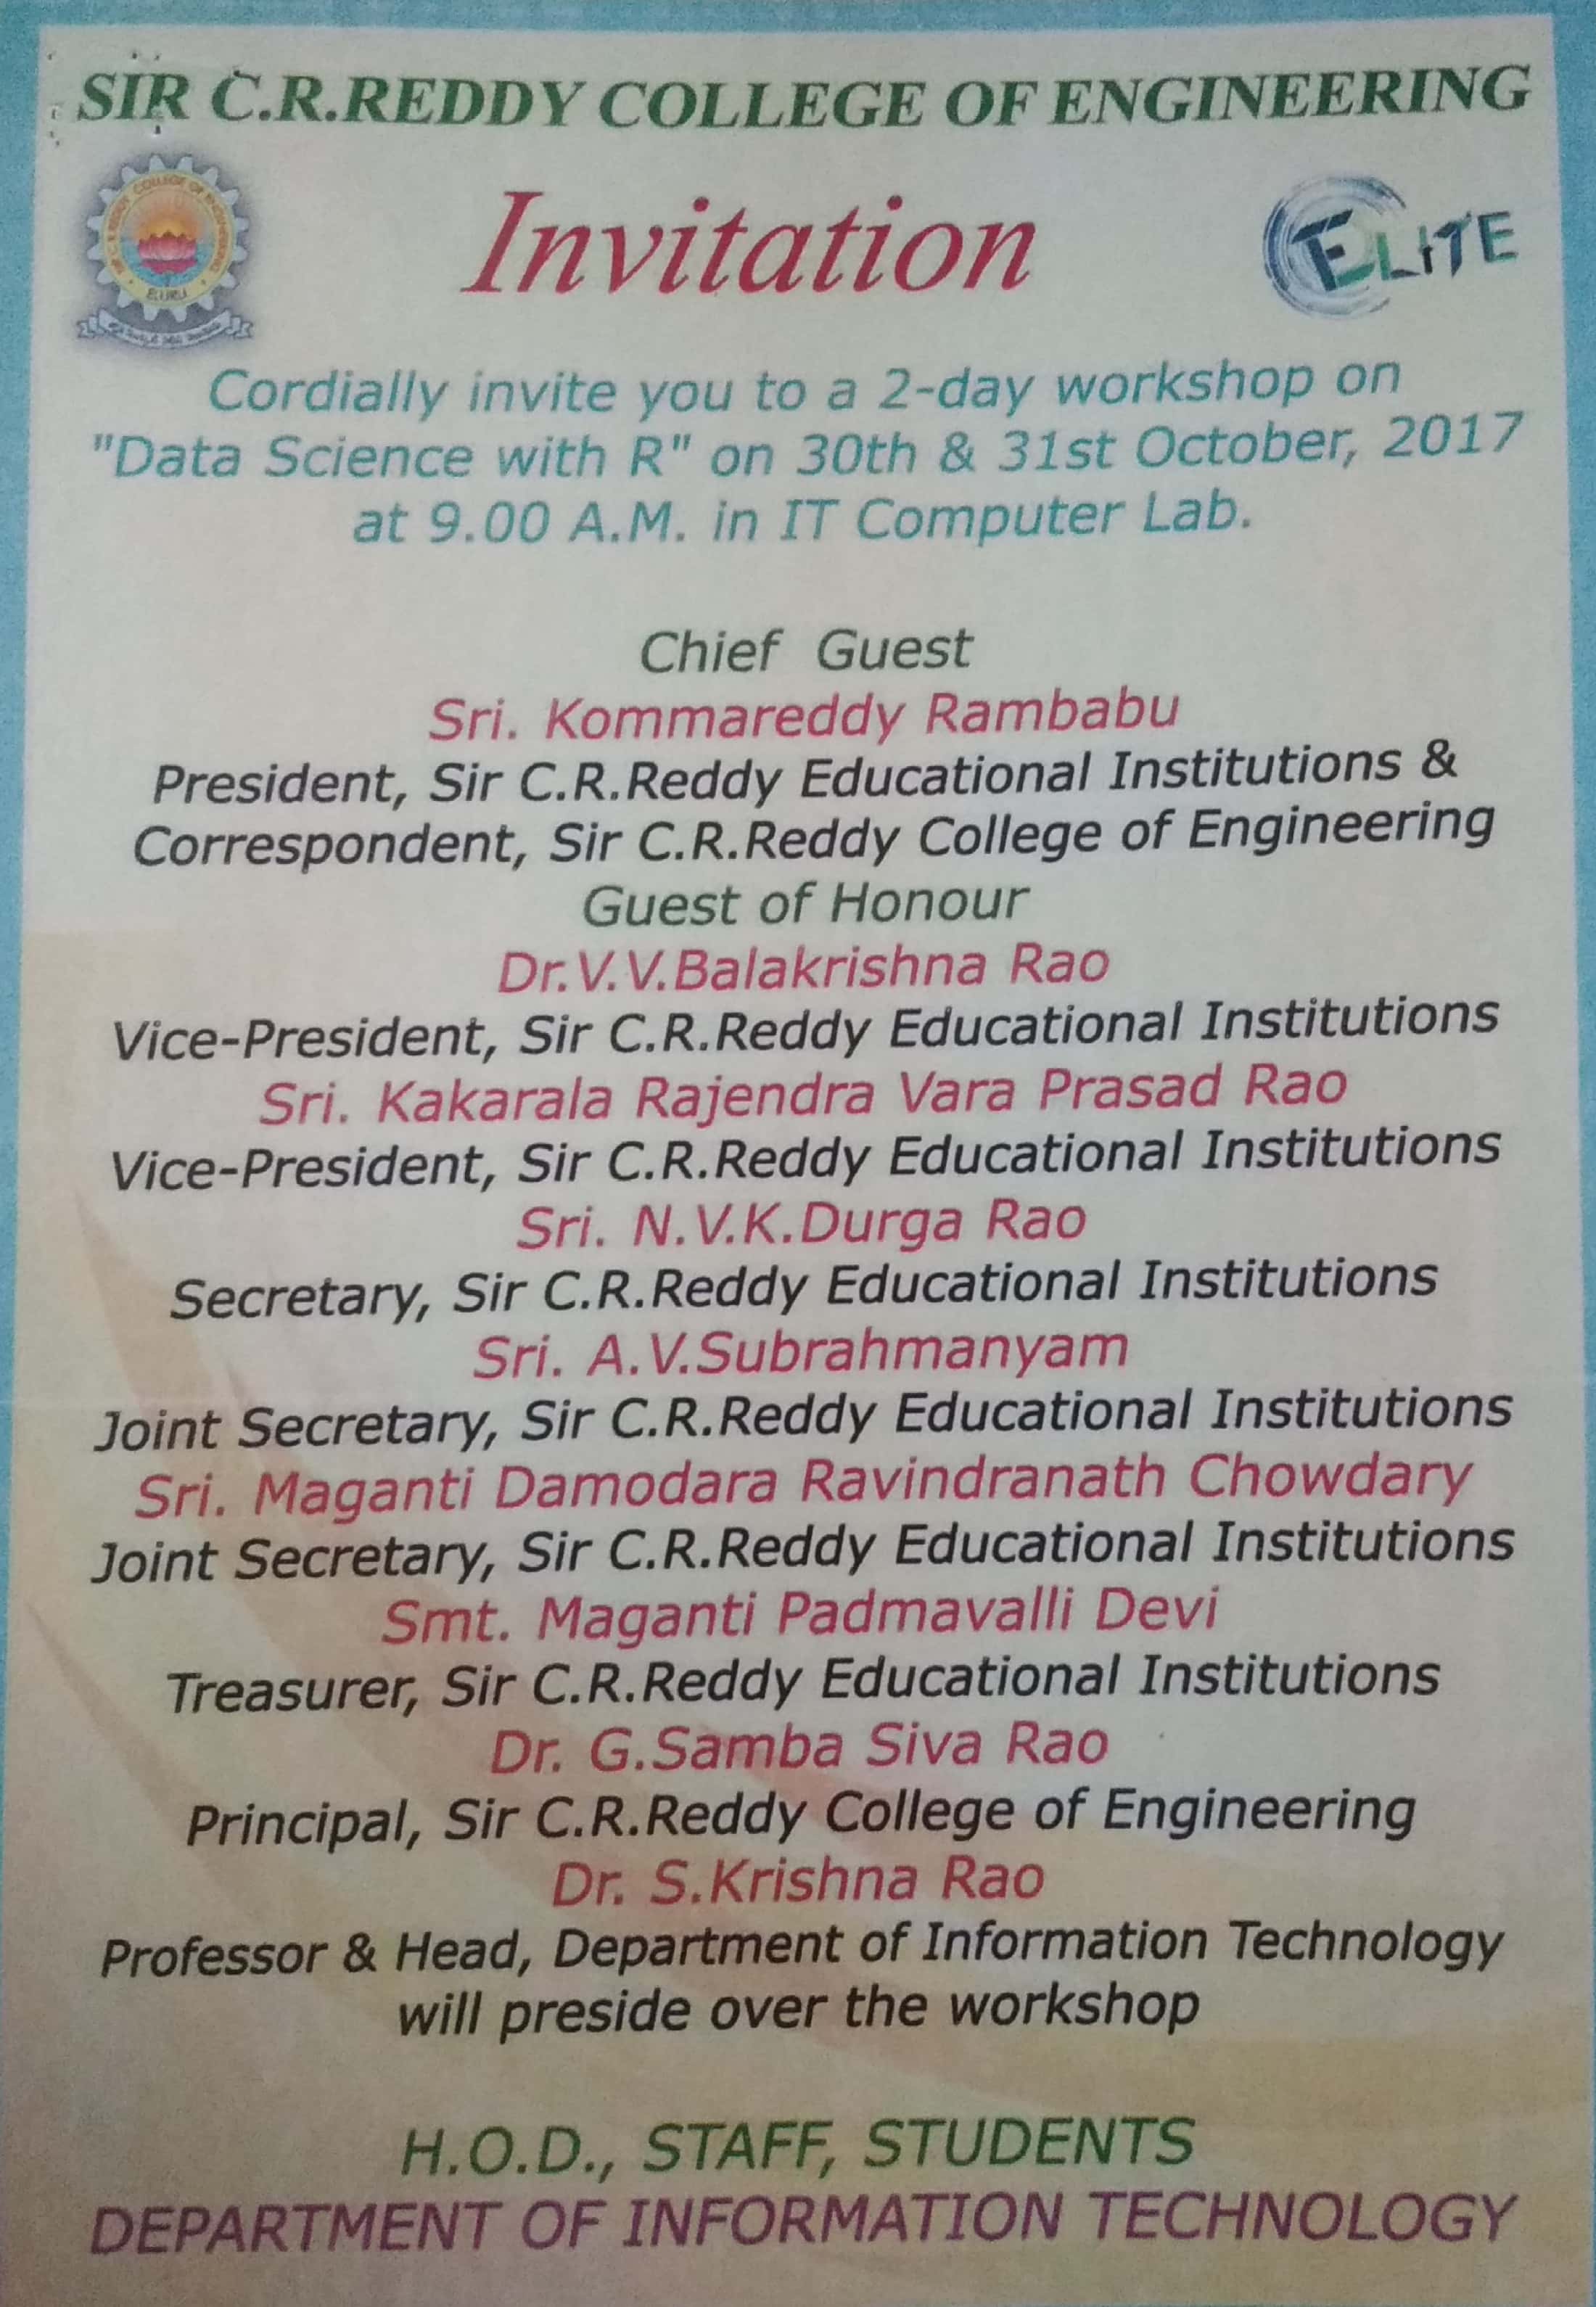 SIR C.R.REDDY COLLEGE OF ENGINEERING
COLLEGE OF
ELURU
Invitation
ELITE
Cordially invite you to a 2-day workshop on
"Data Science with R" on 30th & 31st October, 2017
at 9.00 A.M. in IT Computer Lab.
Chief Guest
Sri. Kommareddy Rambabu
President, Sir C.R.Reddy Educational Institutions &
Correspondent, Sir C.R.Reddy College of Engineering
Guest of Honour
Dr.V.V.Balakrishna Rao
Vice-President, Sir C.R.Reddy Educational Institutions
Sri. Kakarala Rajendra Vara Prasad Rao
Vice-President, Sir C.R.Reddy Educational Institutions
Sri. N.V.K.Durga Rao
Secretary, Sir C.R.Reddy Educational Institutions
Sri. A.V.Subrahmanyam
Joint Secretary, Sir C.R.Reddy Educational Institutions
Sri. Maganti Damodara Ravindranath Chowdary
Joint Secretary, Sir C.R.Reddy Educational Institutions
Smt. Maganti Padmavalli Devi
Treasurer, Sir C.R.Reddy Educational Institutions
Dr. G.Samba Siva Rao
Principal, Sir C.R.Reddy College of Engineering
Dr. S.Krishna Rao
Professor & Head, Department of Information Technology
will preside over the workshop
H.O.D., STAFF, STUDENTS
DEPARTMENT OF INFORMATION TECHNOLOGY